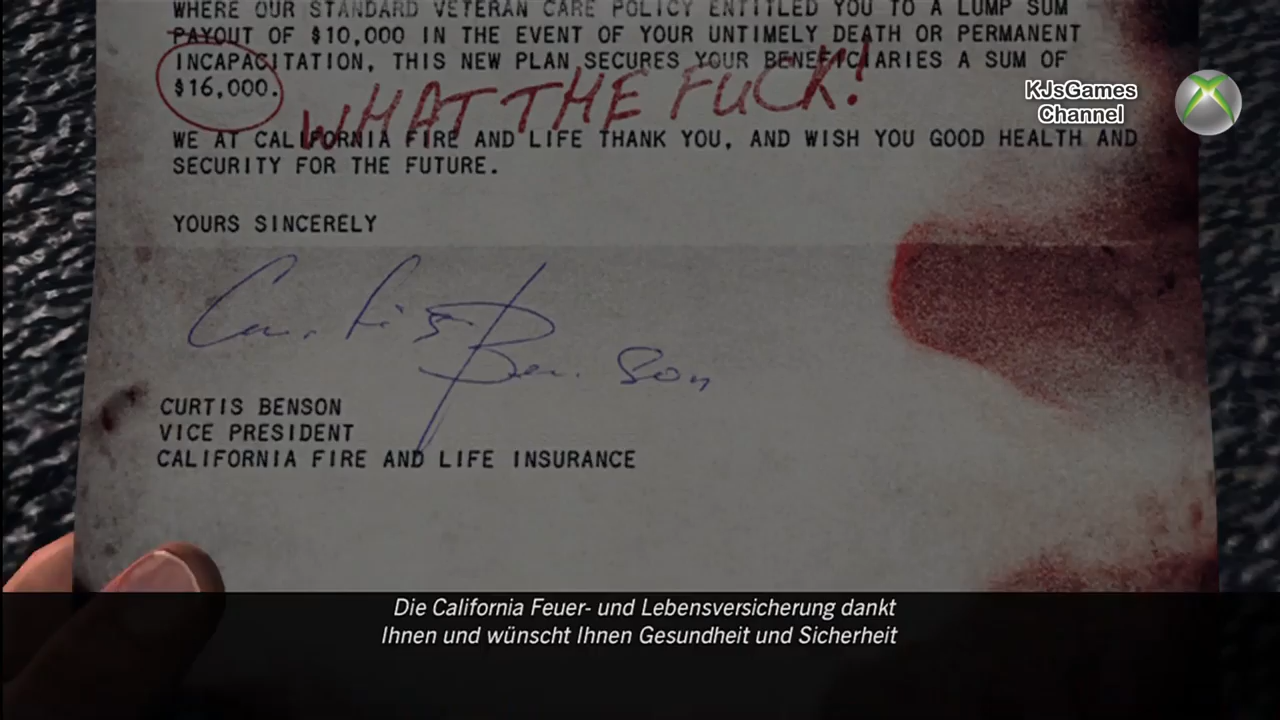 WHERE OUR STANDARD VETERAN CARE POLICY ENTITLED YOU TO A LUMP SUM
PAYOUT OF $10,000 IN THE EVENT OF YOUR UNTIMELY DEATH OR PERMANENT
INCAPACITATION, THIS NEW PLAN SECURES YOUR BENEFICIARIES A SUM OF
$16,000.
WHAT THE FUCK!
WE AT CALIFORNIA FIRE AND LIFE THANK YOU, AND WISH YOU GOOD HEALTH AND
SECURITY FOR THE FUTURE.
YOURS SINCERELY
Curtis Benson
CURTIS BENSON
VICE PRESIDENT
CALIFORNIA FIRE AND LIFE INSURANCE
KJsGames
Channel
Die California Feuer- und Lebensversicherung dankt
Ihnen und wünscht Ihnen Gesundheit und Sicherheit